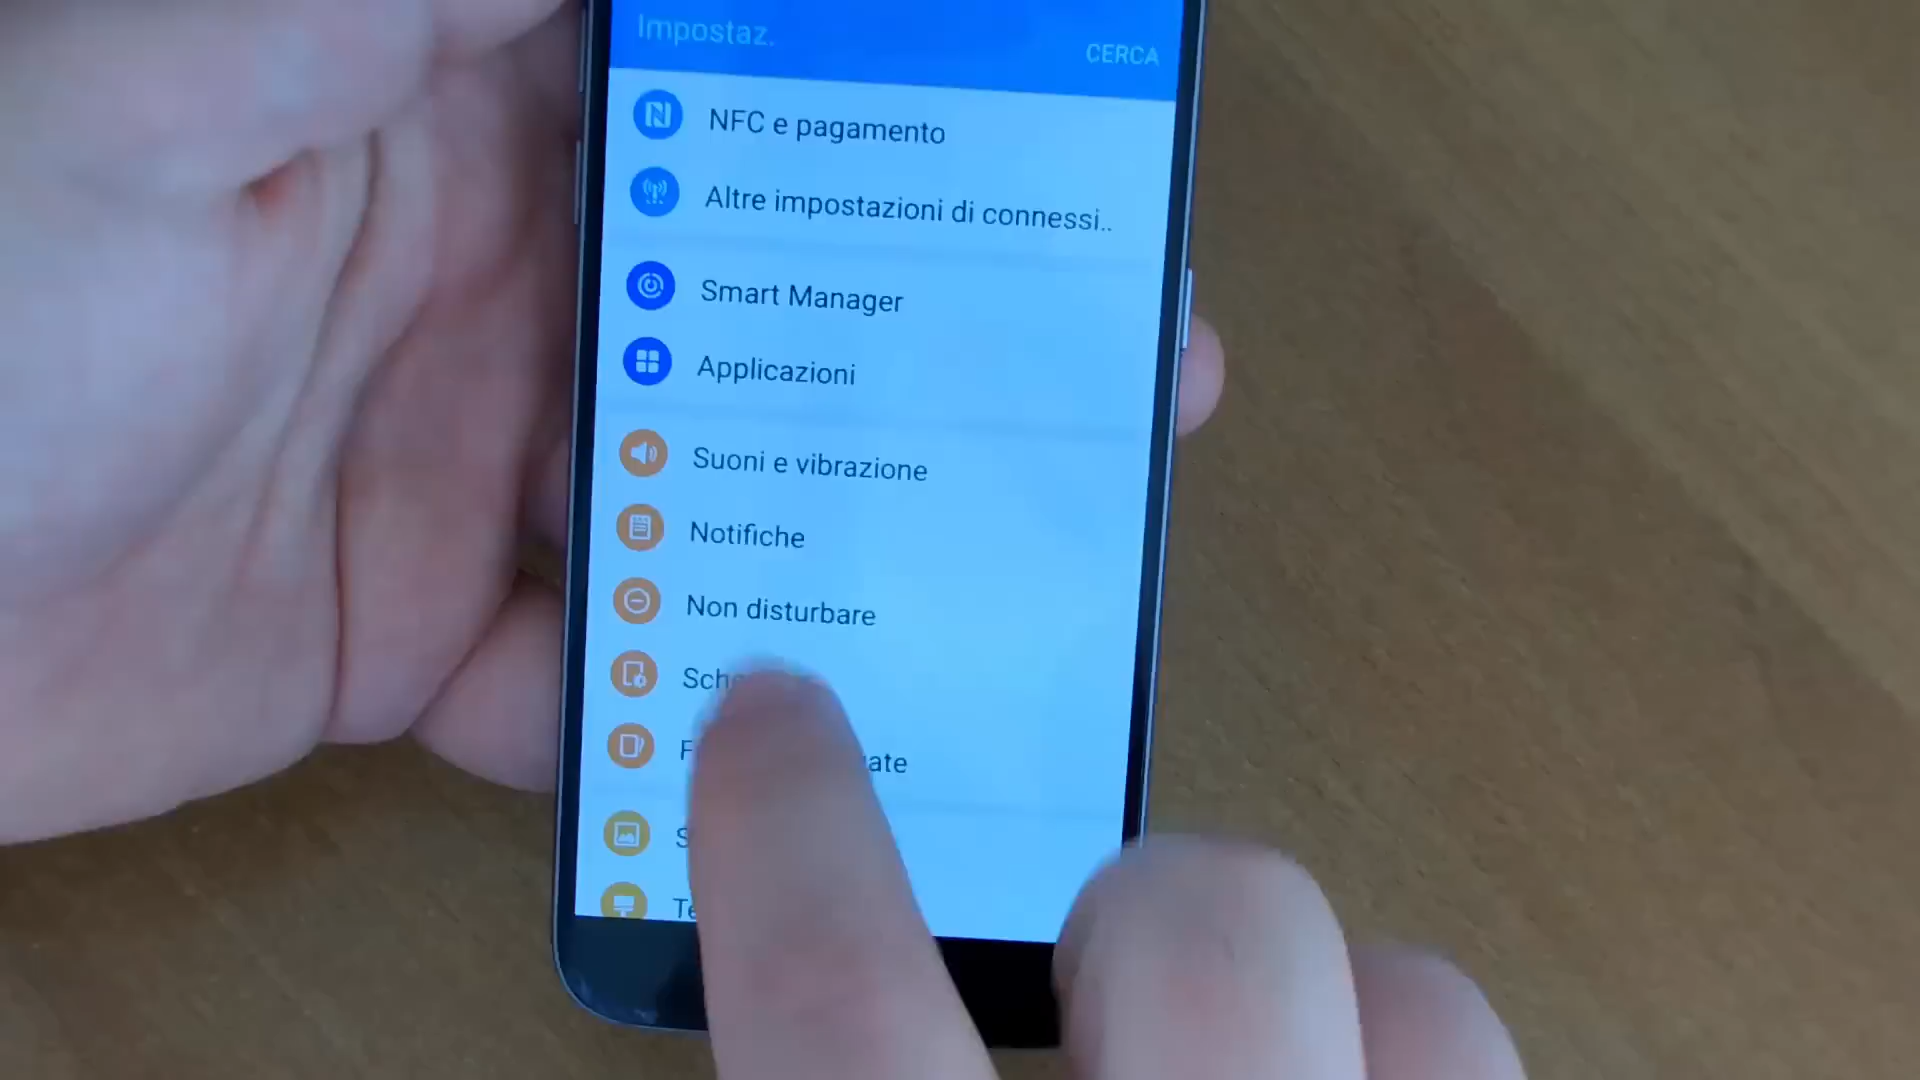 Impostaz.
CERCA
NFC e pagamento
Altre impostazioni di connessi..
Smart Manager
Applicazioni
Suoni e vibrazione
Notifiche
Non disturbare